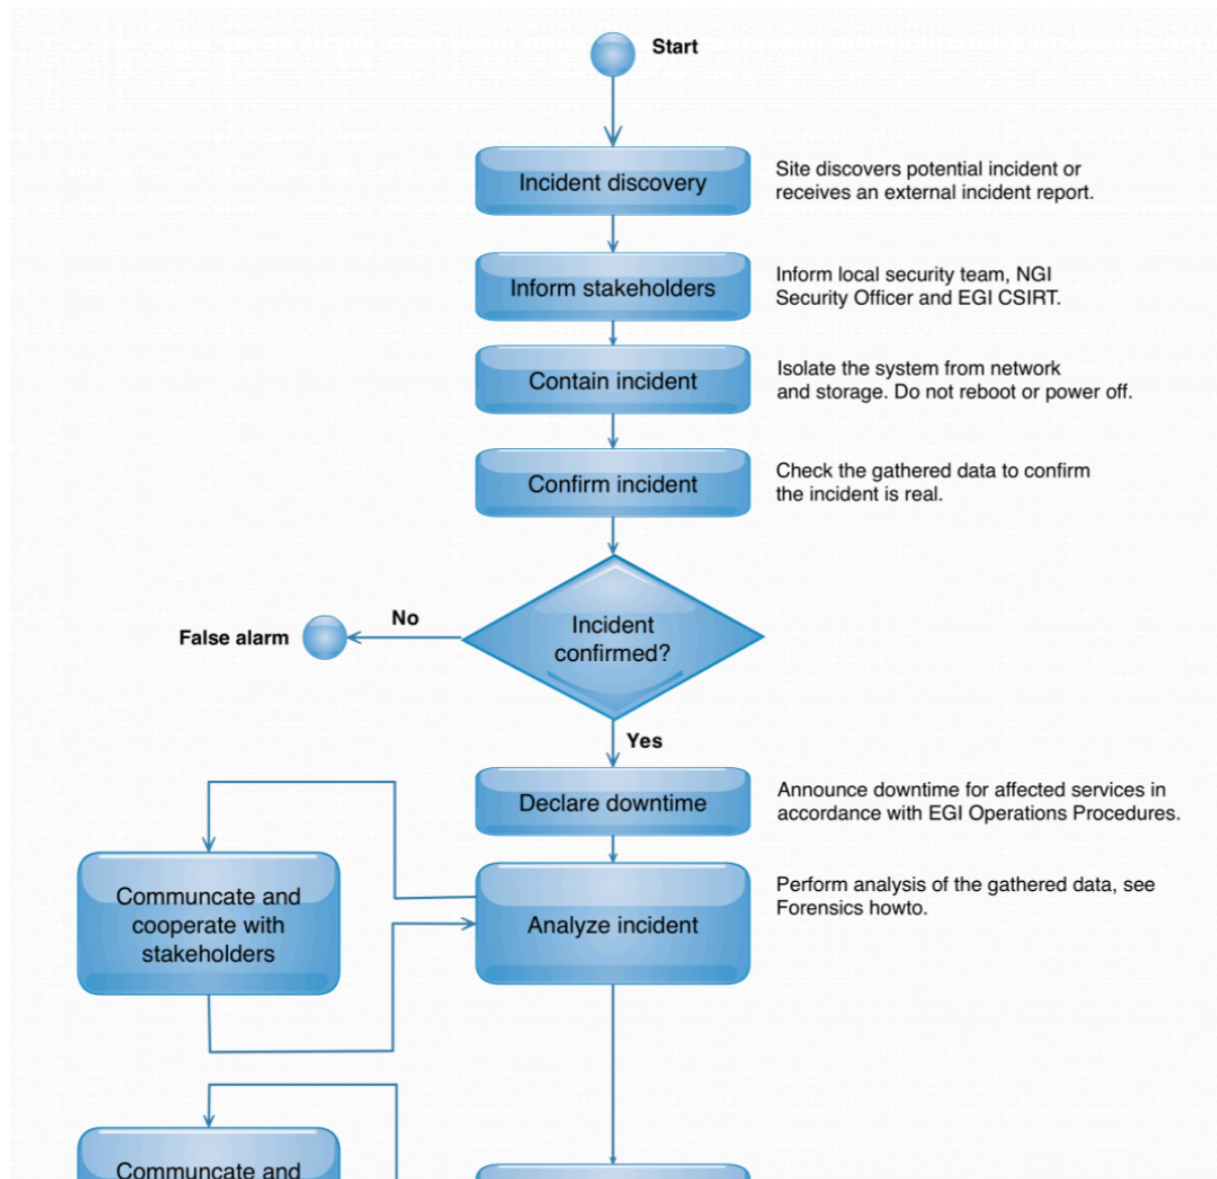 Start
Incident discovery
Site discovers potential incident or
receives an external incident report.
Inform stakeholders
Inform local security team, NGI
Security Officer and EGI CSIRT.
Contain incident
Isolate the system from network
and storage. Do not reboot or power off.
Confirm incident
Check the gathered data to confirm
the incident is real.
Incident
confirmed?
No
False alarm
Yes
Declare downtime
Announce downtime for affected services in
accordance with EGI Operations Procedures.
Analyze incident
Perform analysis of the gathered data, see
Forensics howto.
Communcate and
cooperate with
stakeholders
Communcate and